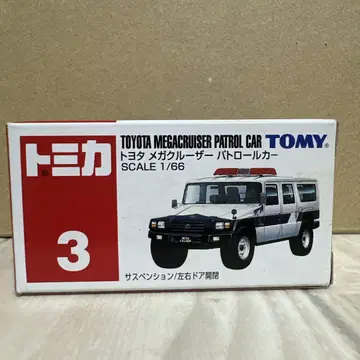 トミカ
3
TOYOTA MEGACRUISER PATROL CAR TOMY
トヨタ メガクルーザー パトロールカー
SCALE 1/66
サスペンション/左右ドア開閉